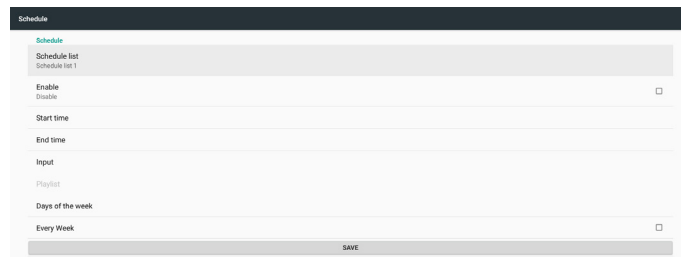 Schedule
Schedule
Schedule list
Schedule list 1
Enable
Disable
Start time
End time
Input
Playlist
Days of the week
Every Week
SAVE